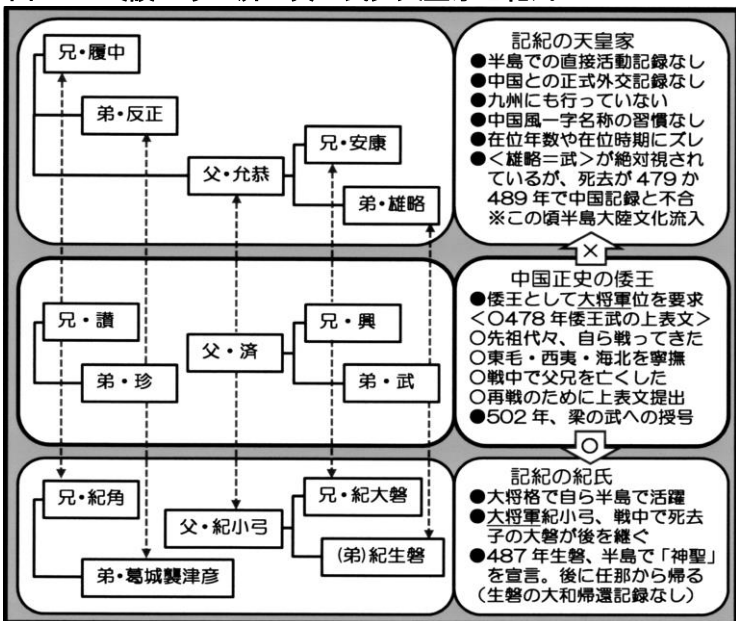 兄・履中
弟・反正
父・允恭
兄・安康
弟・雄略
記紀の天皇家
●半島での直接活動記録なし
●中国との正式外交記録なし
●九州にも行っていない
●中国風一字名称の習慣なし
●在位年数や在位時期にズレ
●<雄略=武>が絶対視され
ているが、死去が479か
489年で中国記録と不合
※この頃半島大陸文化流入
×
兄・讃
弟・珍
父・済
兄・興
弟・武
中国正史の倭王
●倭王として大将軍位を要求
<○478年倭王武の上表文>
○先祖代々、自ら戦ってきた
○東毛・西夷・海北を寧撫
○戦中で父兄を亡くした
○再戦のために上表文提出
●502年、梁の武への授号
○
兄・紀角
弟・葛城襲津彦
父・紀小弓
兄・紀大磐
(弟)紀生磐
記紀の紀氏
●大将格で自ら半島で活躍
●大将軍紀小弓、戦中で死去
子の大磐が後を継ぐ
●487年生磐、半島で「神聖」
を宣言。後に任那から帰る
(生磐の大和帰還記録なし)